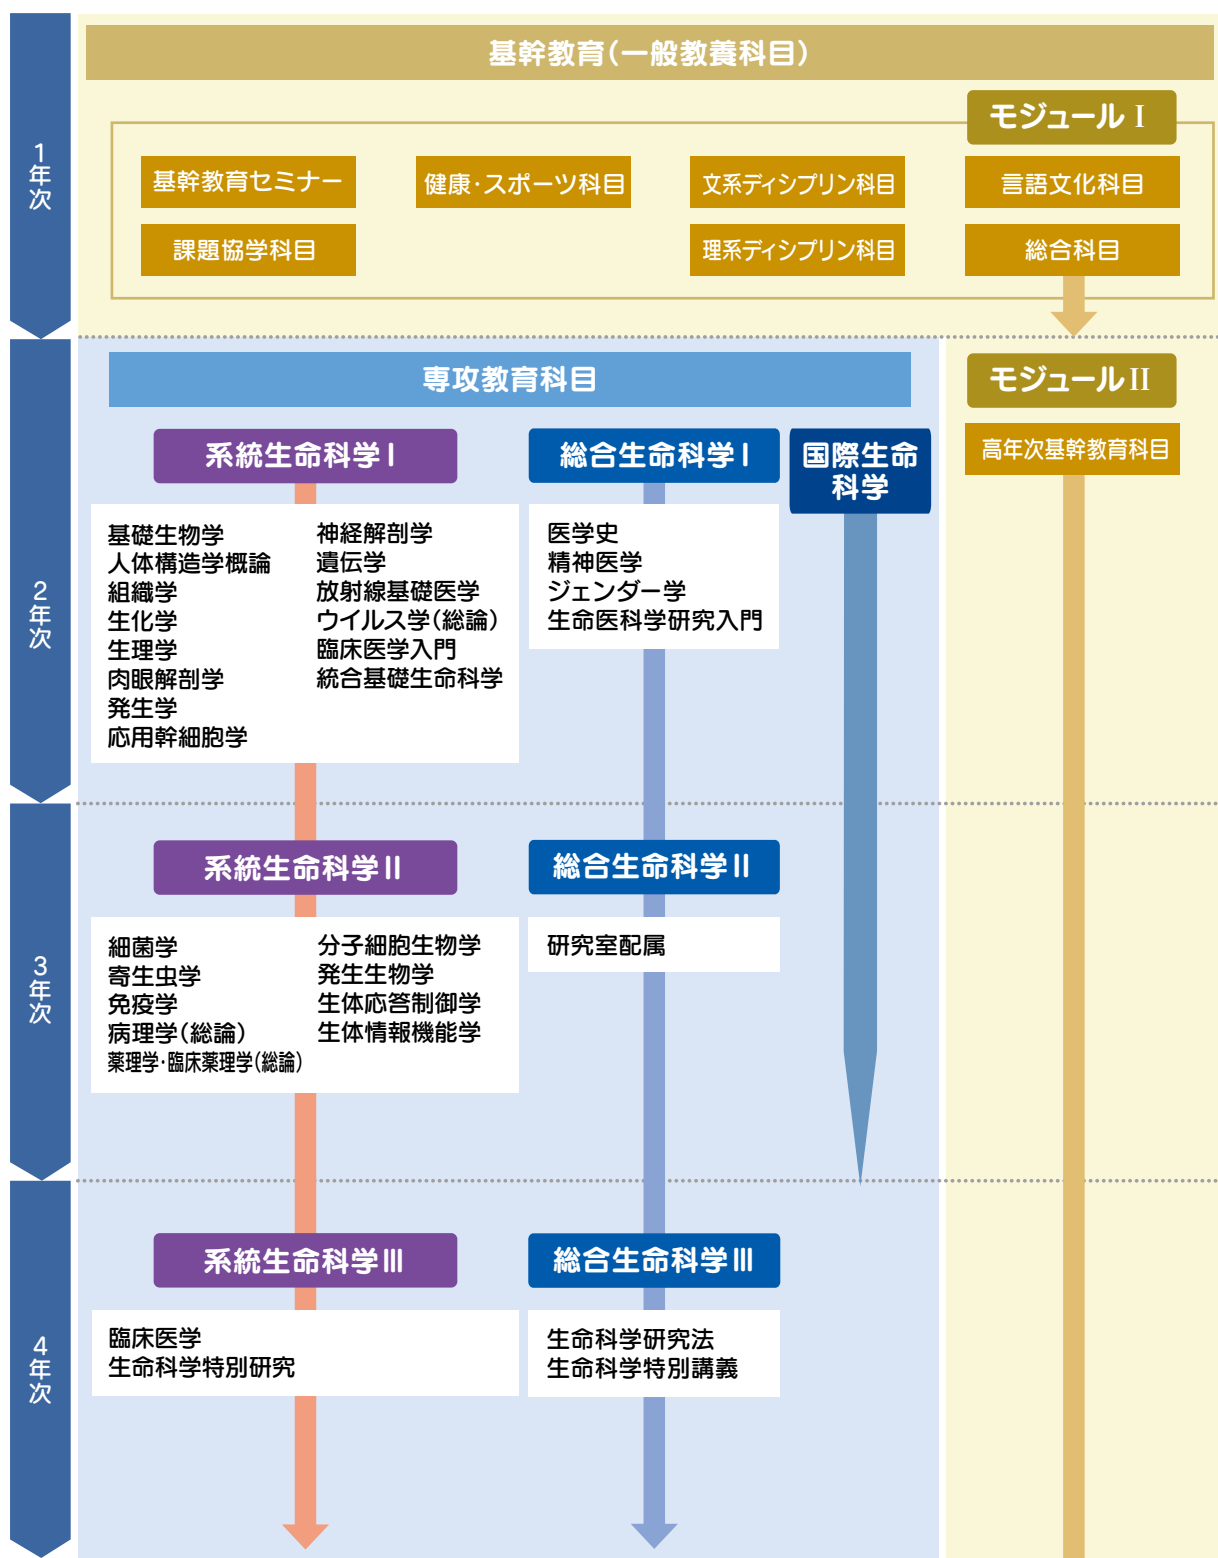 基幹教育(一般教養科目)
1年次
モジュール I
基幹教育セミナー
健康・スポーツ科目
文系ディシプリン科目
言語文化科目
課題協学科目
理系ディシプリン科目
総合科目
2年次
専攻教育科目
モジュール II
高年次基幹教育科目
系統生命科学I
総合生命科学I
国際生命
科学
基礎生物学
人体構造学概論
組織学
生化学
生理学
肉眼解剖学
発生学
応用幹細胞学
神経解剖学
遺伝学
放射線基礎医学
ウイルス学(総論)
臨床医学入門
統合基礎生命科学
医学史
精神医学
ジェンダー学
生命医科学研究入門
3年次
系統生命科学II
総合生命科学II
細菌学
寄生虫学
免疫学
病理学(総論)
薬理学・臨床薬理学(総論)
分子細胞生物学
発生生物学
生体応答制御学
生体情報機能学
研究室配属
4年次
系統生命科学III
総合生命科学III
臨床医学
生命科学特別研究
生命科学研究法
生命科学特別講義